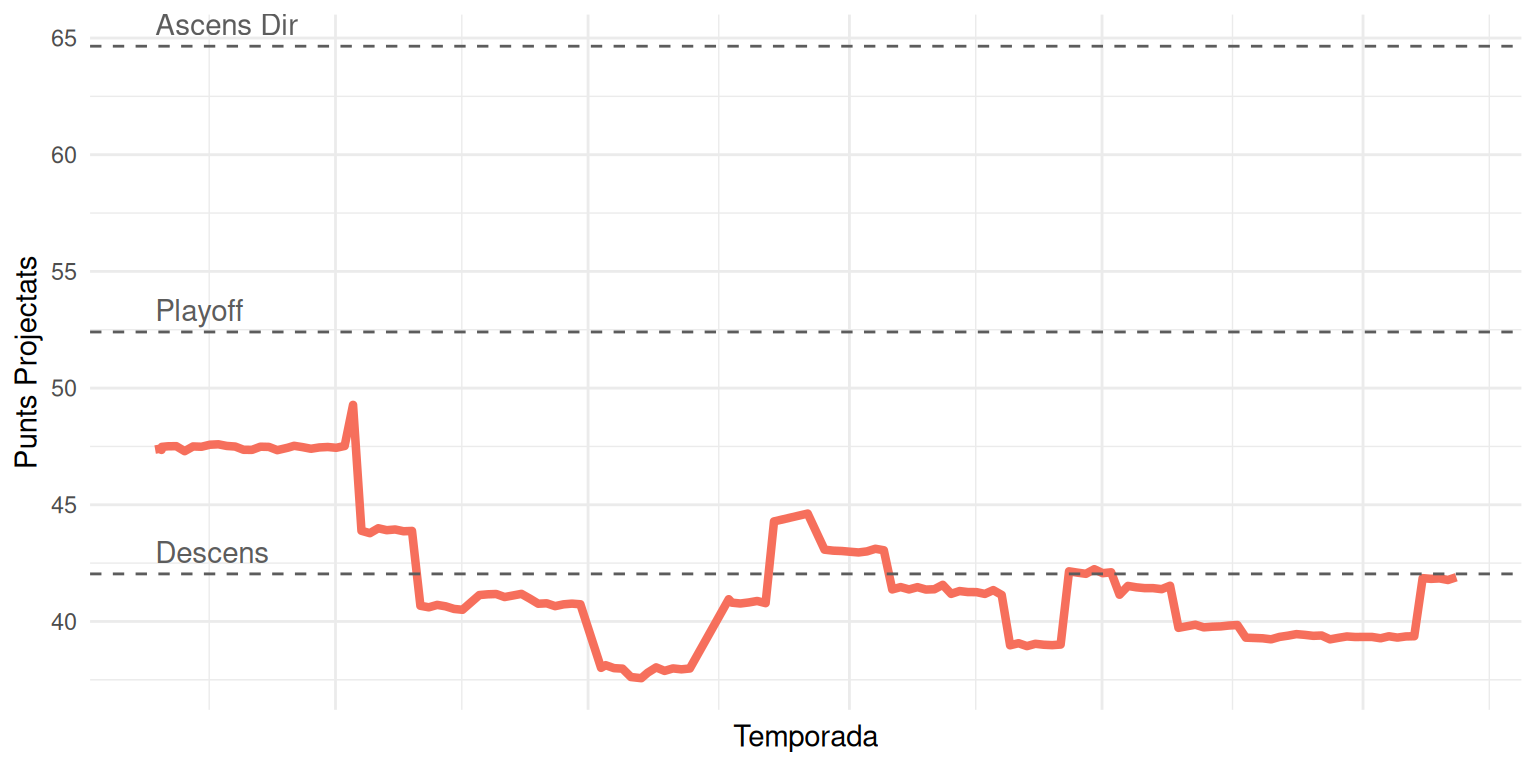 Ascens Dir
65
60
55
Playoff
50
45
Descens
40
Punts Projectats
Temporada